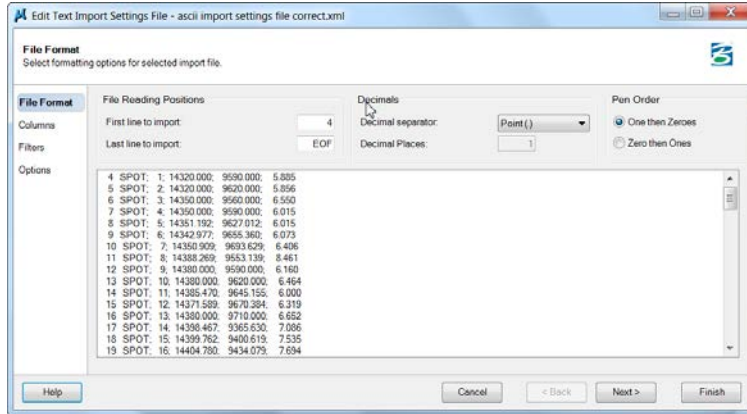 Edit Text Import Settings File - ascii import settings file correct.xml
File Format
Select formatting options for selected import file.
File Format
Columns
Filters
Options
File Reading Positions
First line to import: 4
Last line to import: EOF
Decimals
Decimal separator: Point (.)
Decimal Places: 1
Pen Order
One then Zeroes
Zero then Ones
4 SPOT; 1; 14320.000; 9590.000; 5.885
5 SPOT; 2; 14320.000; 9620.000; 5.856
6 SPOT; 3; 14350.000; 9560.000; 6.550
7 SPOT; 4; 14350.000; 9590.000; 6.015
8 SPOT; 5; 14351.192; 9627.012; 6.015
9 SPOT; 6; 14342.977; 9655.360; 6.073
10 SPOT; 7; 14350.909; 9693.629; 6.406
11 SPOT; 8; 14388.269; 9553.139; 8.461
12 SPOT; 9; 14380.000; 9590.000; 6.160
13 SPOT; 10; 14380.000; 9620.000; 6.464
14 SPOT; 11; 14385.470; 9645.155; 6.000
15 SPOT; 12; 14371.589; 9670.384; 6.319
16 SPOT; 13; 14380.000; 9710.000; 6.652
17 SPOT; 14; 14398.467; 9365.630; 7.086
18 SPOT; 15; 14399.762; 9400.619; 7.535
19 SPOT; 16; 14404.780; 9434.079; 7.694
Help
Cancel
< Back
Next >
Finish